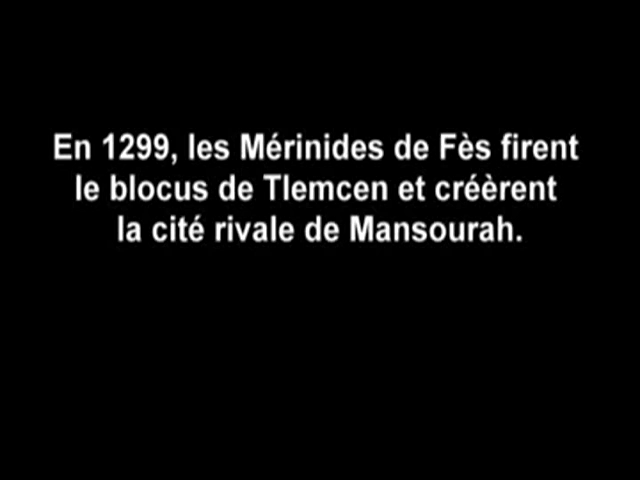 En 1299, les Mérinides de Fès firent
le blocus de Tlemcen et créèrent
la cité rivale de Mansourah.